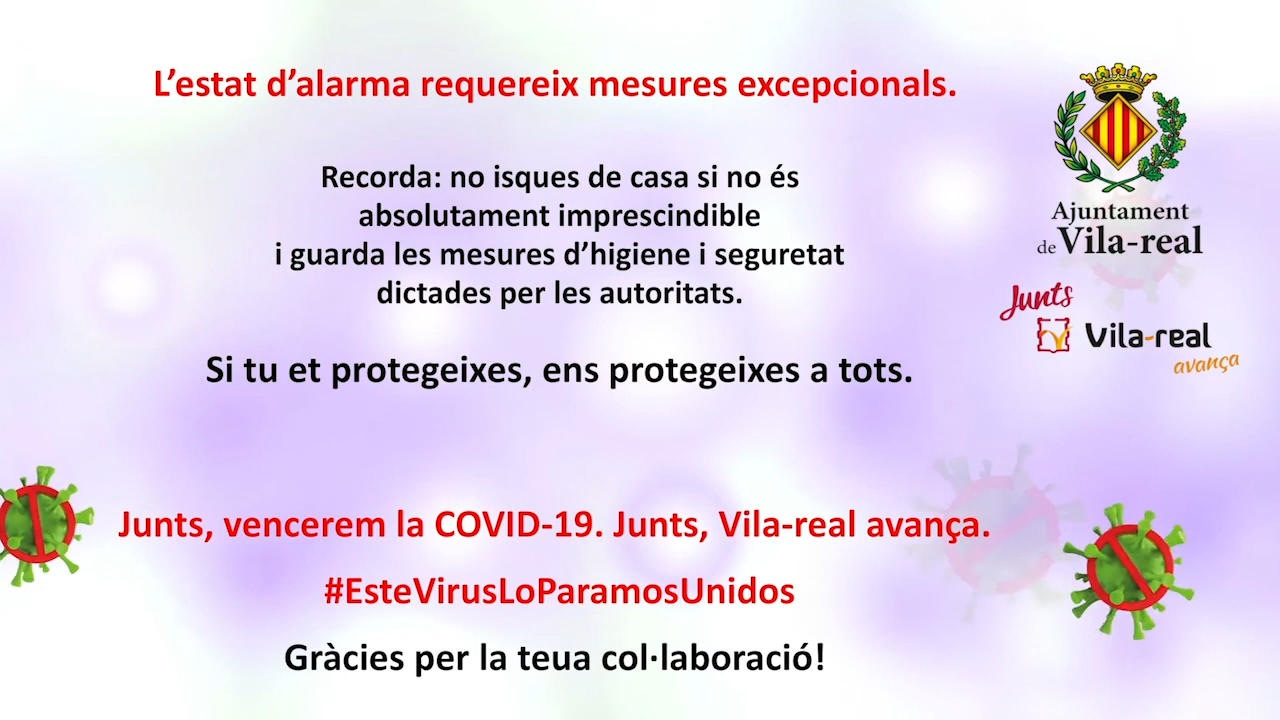 L’estat d’alarma requereix mesures excepcionals.
Recorda: no isques de casa si no és
absolutament imprescindible
i guarda les mesures d’higiene i seguretat
dictades per les autoritats.
Si tu et protegeixes, ens protegeixes a tots.
Junts, vencerem la COVID-19. Junts, Vila-real avança.
#EsteVirusLoParamosUnidos
Gràcies per la teua col·laboració!
Ajuntament
de Vila-real
Junts
Vila-real
avança